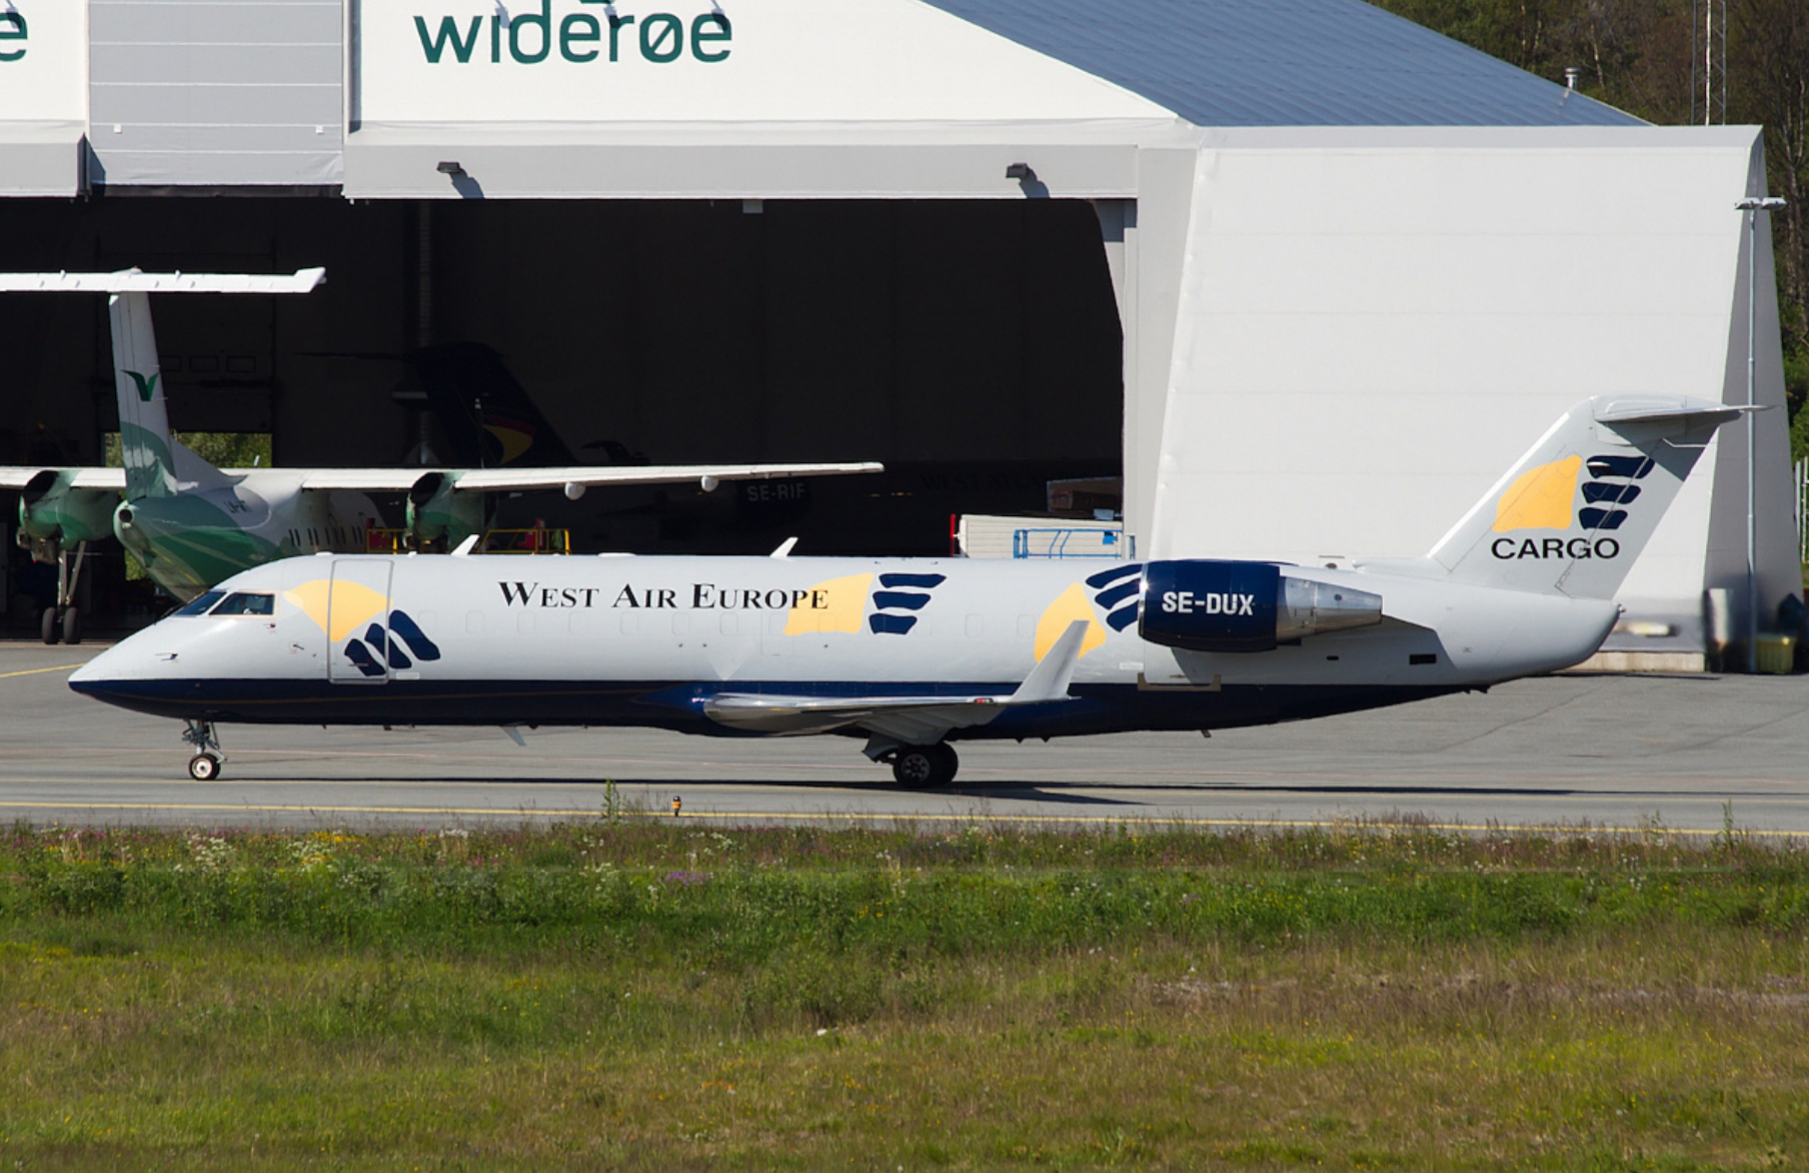 widerøe
SE-RIF
WEST AIR EUROPE
SE-DUX
CARGO